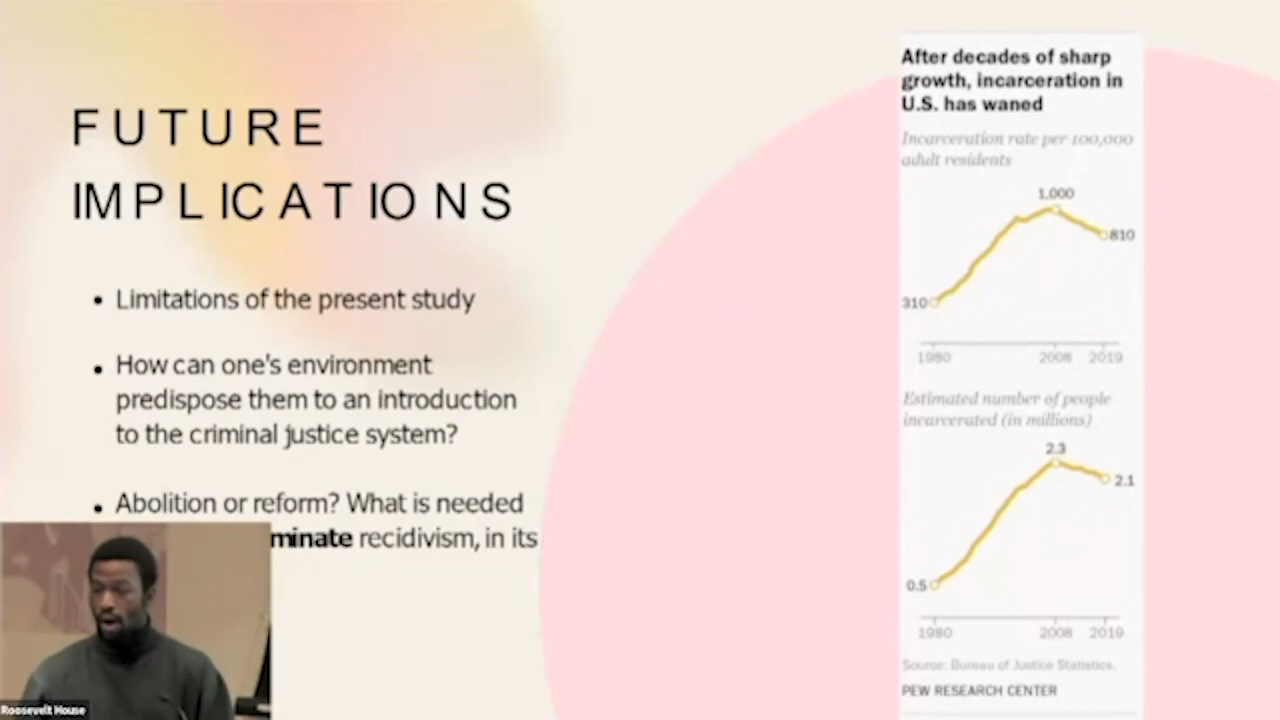 FUTURE
IMPLICATIONS
• Limitations of the present study
• How can one's environment
predispose them to an introduction
to the criminal justice system?
• Abolition or reform? What is needed
minate recidivism, in its
Roosevelt House
After decades of sharp
growth, incarceration in
U.S. has waned
Incarceration rate per 100,000
adult residents
1,000
810
310
1980 2008 2019
Estimated number of people
incarcerated (in millions)
2.3
2.1
0.5
1980 2008 2019
Source: Bureau of Justice Statistics.
PEW RESEARCH CENTER